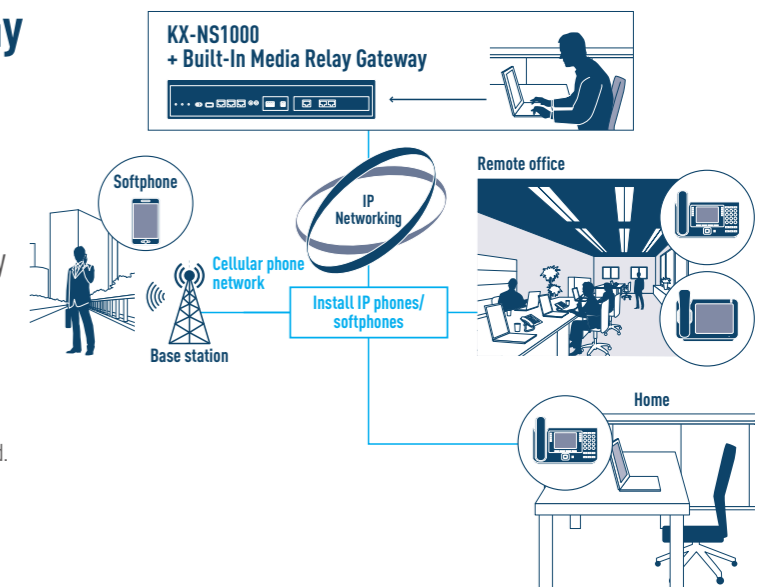 y
KX-NS1000
+ Built-In Media Relay Gateway
Remote office
Softphone
IP
Networking
y
Cellular phone
network
Install IP phones/
softphones
Base station
Home
d.